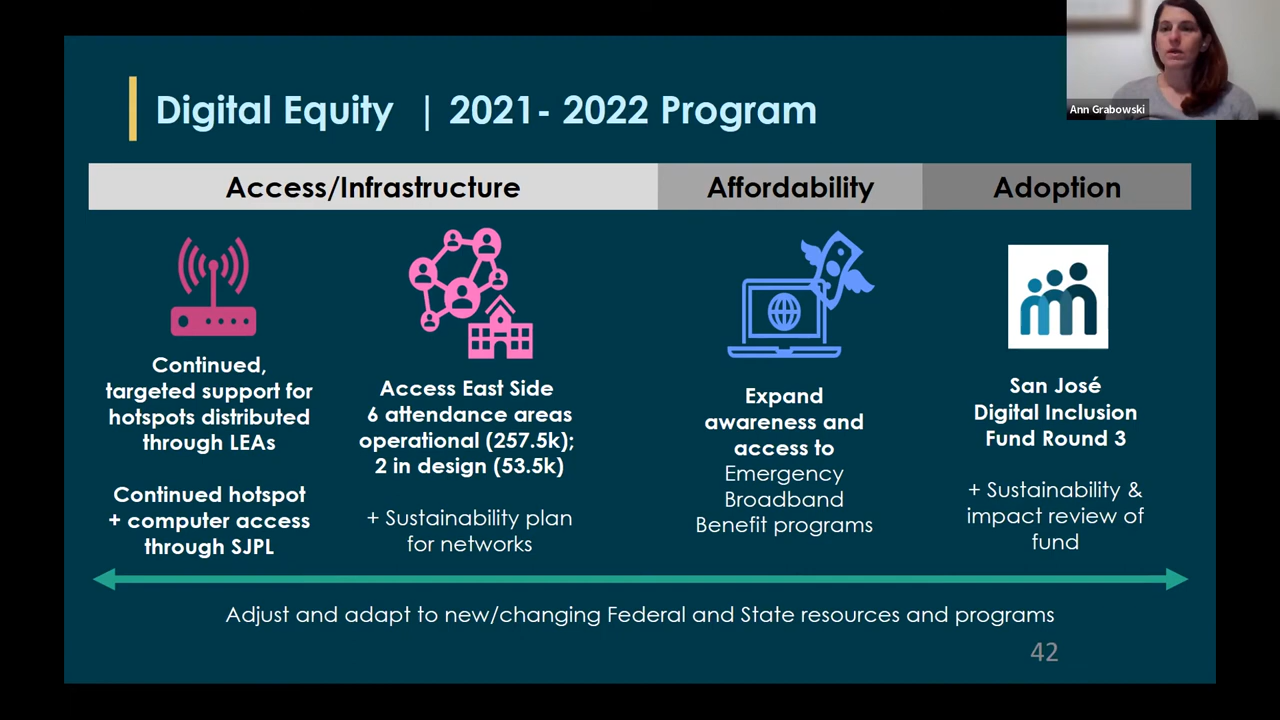 Ann Grabowski
Digital Equity | 2021- 2022 Program
Access/Infrastructure
Affordability
Adoption
Continued,
targeted support for
hotspots distributed
through LEAs
Continued hotspot
+ computer access
through SJPL
Access East Side
6 attendance areas
operational (257.5k);
2 in design (53.5k)
+ Sustainability plan
for networks
Expand
awareness and
access to
Emergency
Broadband
Benefit programs
San José
Digital Inclusion
Fund Round 3
+ Sustainability &
impact review of
fund
Adjust and adapt to new/changing Federal and State resources and programs
42